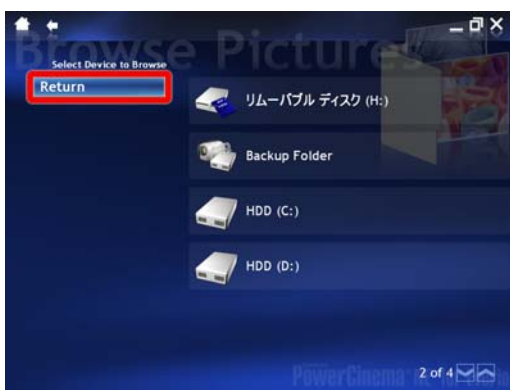 Browse Pictures
Select Device to Browse
Return
リムーバブル ディスク (H:)
Backup Folder
HDD (C:)
HDD (D:)
PowerCinema
2 of 4